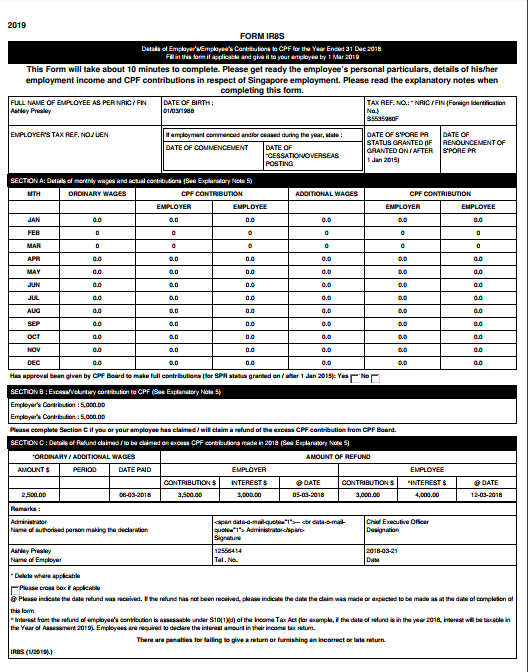 2019
FORM IR8S
Details of Employer's/Employee's Contributions to CPF for the Year Ended 31 Dec 2018
Fill in this form if applicable and give it to your employee by 1 Mar 2019
This Form will take about 10 minutes to complete. Please get ready the employee's personal particulars, details of his/her
employment income and CPF contributions in respect of Singapore employment. Please read the explanatory notes when
completing this form.
FULL NAME OF EMPLOYEE AS PER NRIC / FIN DATE OF BIRTH : TAX REF. NO.: * NRIC / FIN (Foreign Identification
Ashley Presley 01/03/1988 No.)
S5535980F
EMPLOYER'S TAX REF. NO./ UEN If employment commenced and/or ceased during the year, state : DATE OF S'PORE PR DATE OF
DATE OF COMMENCEMENT DATE OF STATUS GRANTED (IF RENOUNCEMENT OF
*CESSATION/OVERSEAS GRANTED ON / AFTER S'PORE PR
POSTING 1 Jan 2015)
SECTION A: Details of monthly wages and actual contributions (See Explanatory Note 5)
MTH ORDINARY WAGES CPF CONTRIBUTION ADDITIONAL WAGES CPF CONTRIBUTION
EMPLOYER EMPLOYEE EMPLOYER EMPLOYEE
JAN 0.0 0.0 0.0 0.0 0.0 0.0
FEB 0 0 0 0 0 0
MAR 0 0 0 0 0 0
APR 0.0 0.0 0.0 0.0 0.0 0.0
MAY 0.0 0.0 0.0 0.0 0.0 0.0
JUN 0.0 0.0 0.0 0.0 0.0 0.0
JUL 0.0 0.0 0.0 0.0 0.0 0.0
AUG 0.0 0.0 0.0 0.0 0.0 0.0
SEP 0.0 0.0 0.0 0.0 0.0 0.0
OCT 0.0 0.0 0.0 0.0 0.0 0.0
NOV 0.0 0.0 0.0 0.0 0.0 0.0
DEC 0.0 0.0 0.0 0.0 0.0 0.0
Has approval been given by CPF Board to make full contributions (for SPR status granted on / after 1 Jan 2015): Yes No
SECTION B : Excess/Voluntary contribution to CPF (See Explanatory Note 5)
Employer's Contribution : 5,000.00
Employer's Contribution : 5,000.00
Please complete Section C if you or your employee has claimed / will claim a refund of the excess CPF contribution from CPF Board.
SECTION C : Details of Refund claimed / to be claimed on excess CPF contributions made in 2018 (See Explanatory Note 5)
*ORDINARY / ADDITIONAL WAGES AMOUNT OF REFUND
AMOUNT $ PERIOD DATE PAID EMPLOYER EMPLOYEE
CONTRIBUTION $ INTEREST $ @ DATE CONTRIBUTION $ ^INTEREST $ @ DATE
2,500.00 06-03-2018 3,500.00 3,000.00 05-03-2018 3,000.00 4,000.00 12-03-2018
Remarks :
Administrator <span data-o-mail-quote="1">-- <br data-o-mail- Chief Executive Officer
Name of authorised person making the declaration quote="1"> Administrator</span> Designation
Signature
Ashley Presley 12556414 2018-03-21
Name of Employer Tel . No. Date
* Delete where applicable
Please cross box if applicable
@ Please indicate the date refund was received. If the refund has not been received, please indicate the date the claim was made or expected to be made as at the date of completion of
this form
^ Interest from the refund of employee's contribution is assessable under S10(1)(d) of the Income Tax Act (for example, if the date of refund is in the year 2018, interest will be taxable in
the Year of Assessment 2019). Employees are required to declare the interest amount in their income tax return.
There are penalties for failing to give a return or furnishing an incorrect or late return.
IR8S (1/2019).)